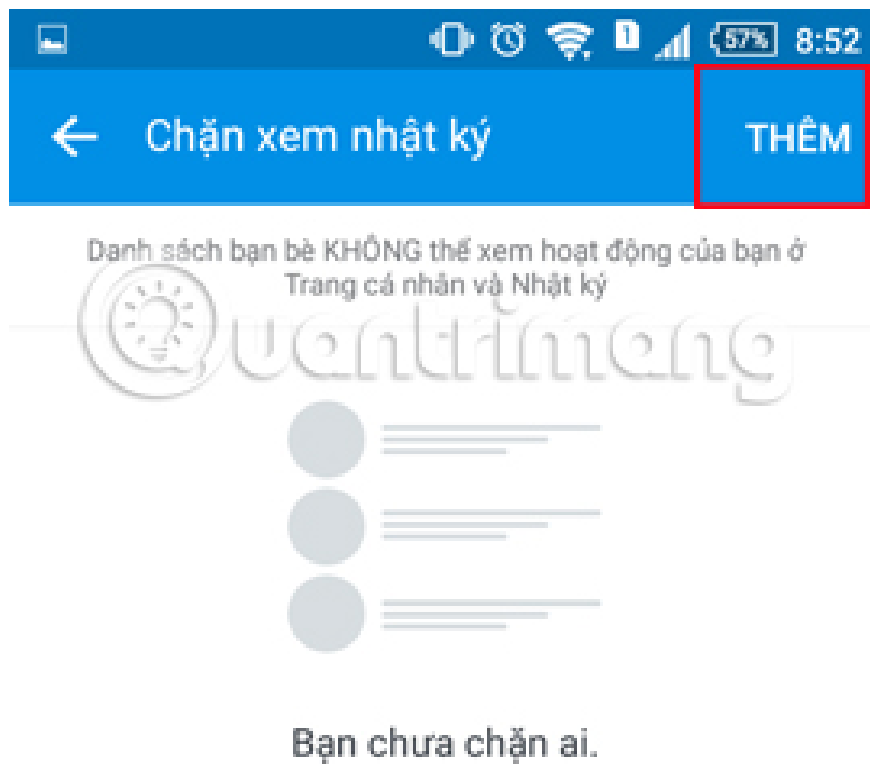 1 57% 8:52
Chặn xem nhật ký THÊM
Danh sách bạn bè KHÔNG thể xem hoạt động của bạn ở
Trang cá nhân và Nhật ký
Quantrimang
Bạn chưa chặn ai.